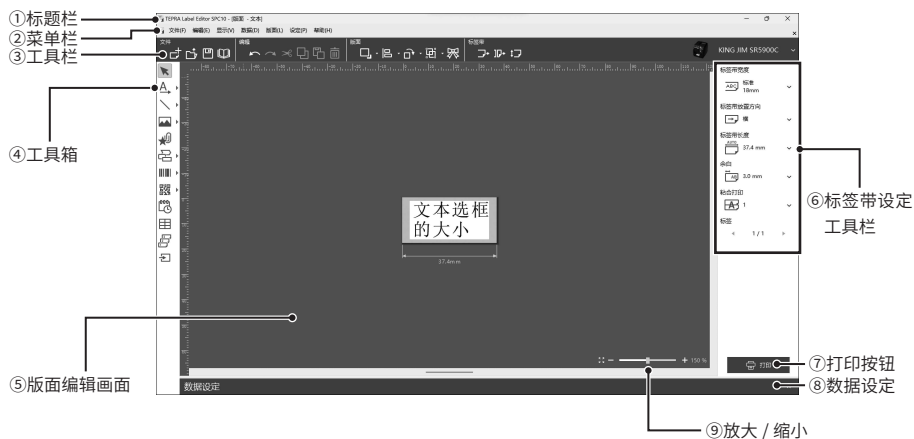 ①标题栏
②菜单栏
③工具栏
④工具箱
⑤版面编辑画面
TEPRA Label Editor SPC10 - [版面 - 文本]
文件(F) 编辑(E) 显示(V) 数据(D) 版面(L) 设定(P) 帮助(H)
文件 编辑 版面 标签带
KING JIM SR5900C
文本选框
的大小
37.4mm
标签带宽度
ABC 标准
18mm
标签带放置方向
横
标签带长度
AUTO 37.4 mm
余白
AB 3.0 mm
粘合打印
A 1
标签
1 / 1
150 %
打印
数据设定
⑥标签带设定
工具栏
⑦打印按钮
⑧数据设定
⑨放大 / 缩小